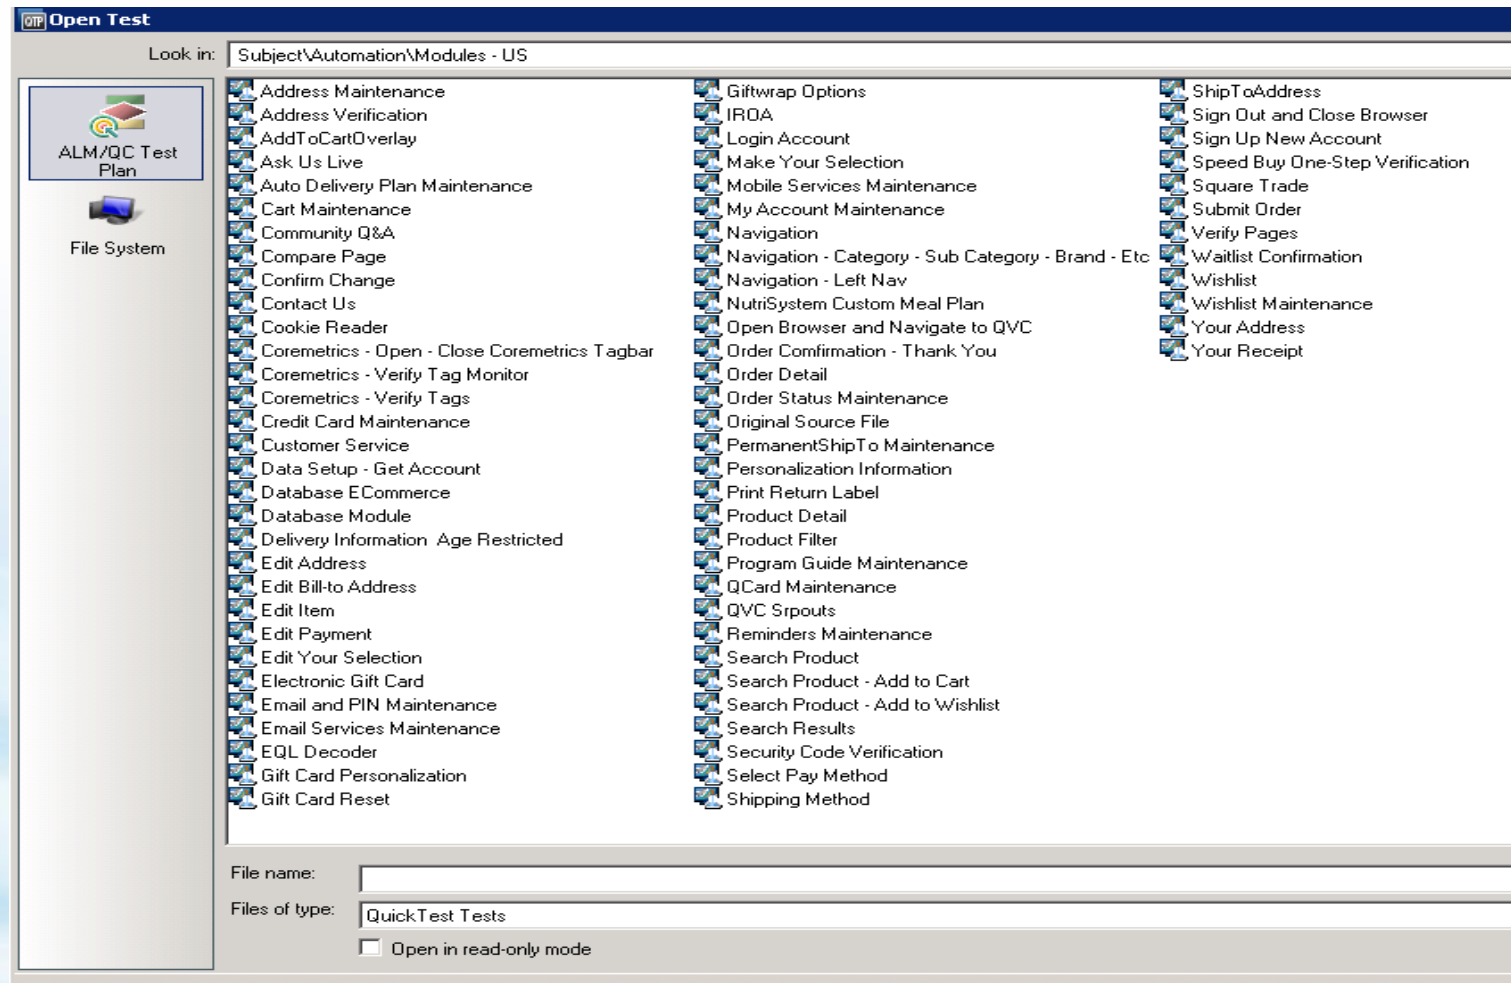 QTP Open Test
Look in: Subject\Automation\Modules - US
ALM/QC Test
Plan
File System
Address Maintenance
Address Verification
AddToCartOverlay
Ask Us Live
Auto Delivery Plan Maintenance
Cart Maintenance
Community Q&A
Compare Page
Confirm Change
Contact Us
Cookie Reader
Coremetrics - Open - Close Coremetrics Tagbar
Coremetrics - Verify Tag Monitor
Coremetrics - Verify Tags
Credit Card Maintenance
Customer Service
Data Setup - Get Account
Database ECommerce
Database Module
Delivery Information  Age Restricted
Edit Address
Edit Bill-to Address
Edit Item
Edit Payment
Edit Your Selection
Electronic Gift Card
Email and PIN Maintenance
Email Services Maintenance
EQL Decoder
Gift Card Personalization
Gift Card Reset
Giftwrap Options
IROA
Login Account
Make Your Selection
Mobile Services Maintenance
My Account Maintenance
Navigation
Navigation - Category - Sub Category - Brand - Etc
Navigation - Left Nav
NutriSystem Custom Meal Plan
Open Browser and Navigate to QVC
Order Comfirmation - Thank You
Order Detail
Order Status Maintenance
Original Source File
PermanentShipTo Maintenance
Personalization Information
Print Return Label
Product Detail
Product Filter
Program Guide Maintenance
QCard Maintenance
QVC Srpouts
Reminders Maintenance
Search Product
Search Product - Add to Cart
Search Product - Add to Wishlist
Search Results
Security Code Verification
Select Pay Method
Shipping Method
ShipToAddress
Sign Out and Close Browser
Sign Up New Account
Speed Buy One-Step Verification
Square Trade
Submit Order
Verify Pages
Waitlist Confirmation
Wishlist
Wishlist Maintenance
Your Address
Your Receipt
File name:
Files of type: QuickTest Tests
Open in read-only mode